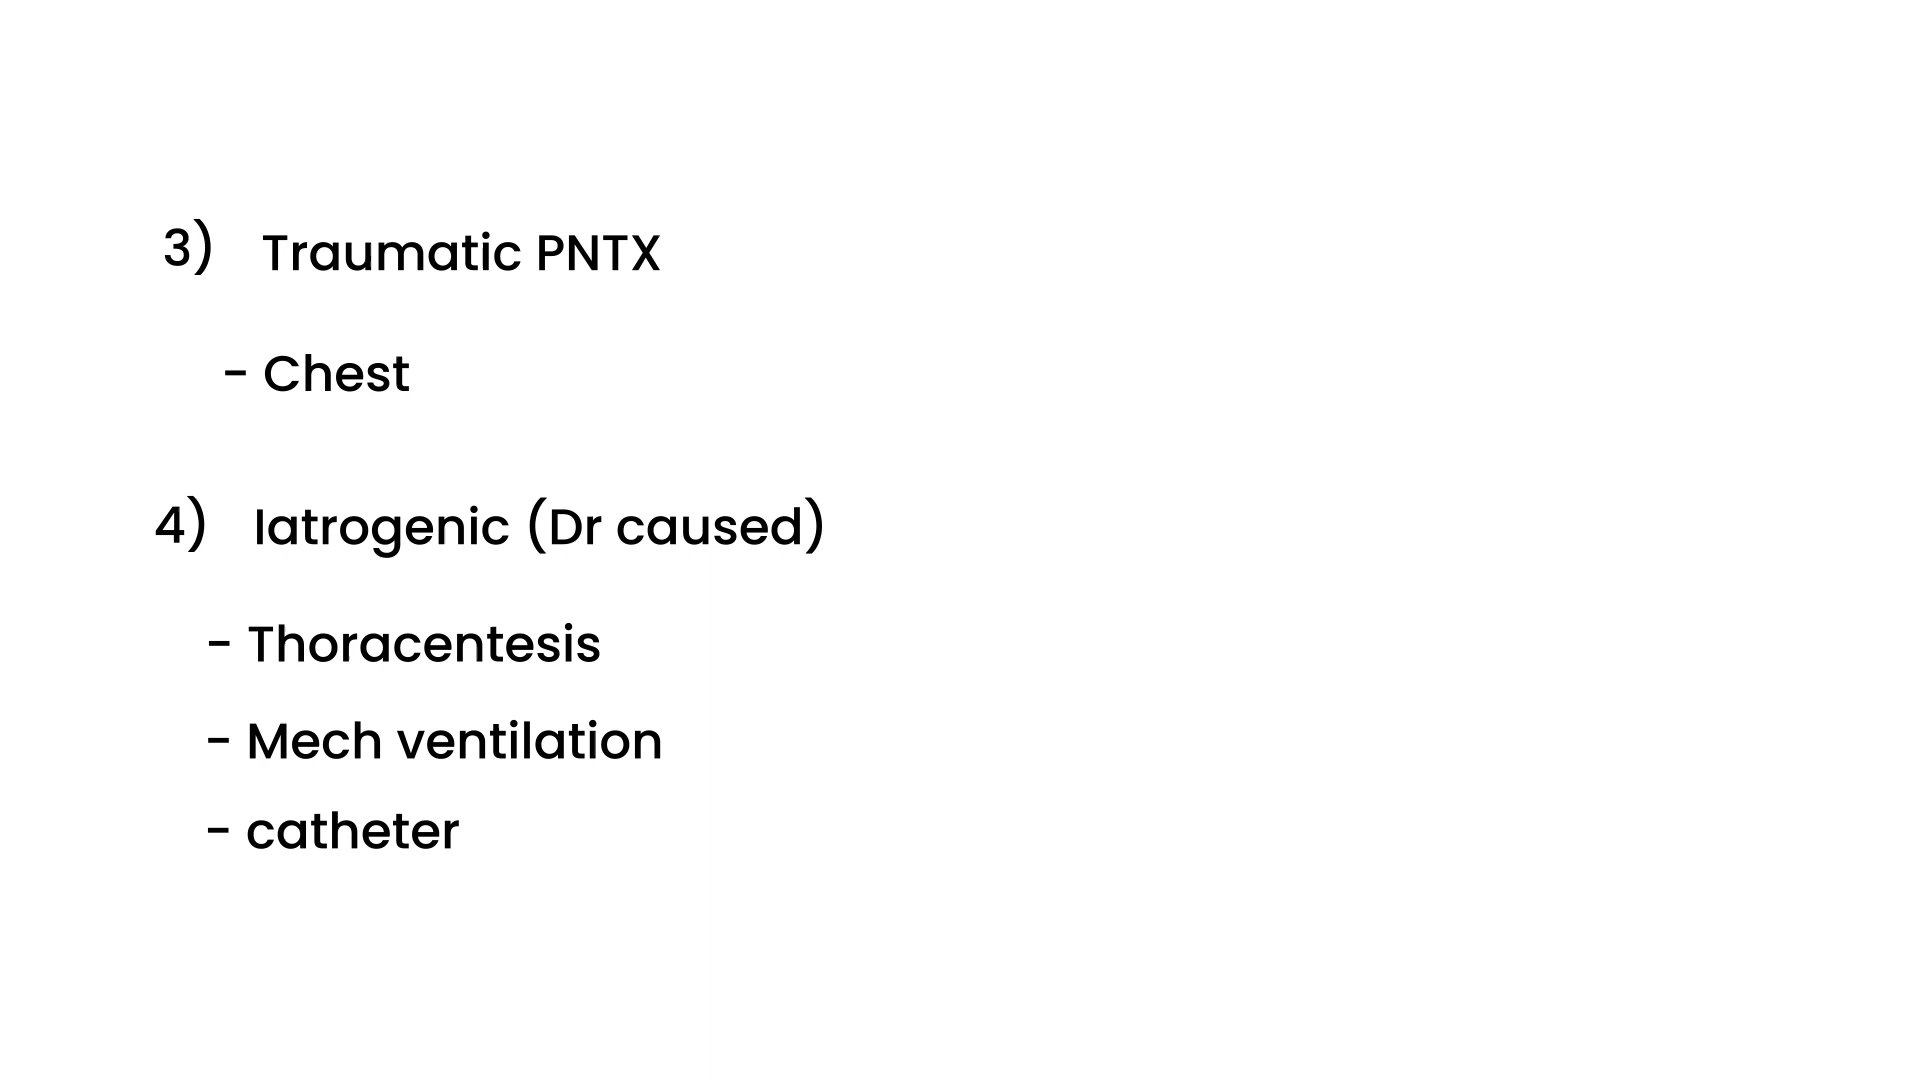 3) Traumatic PNTX
- Chest
4) Iatrogenic (Dr caused)
- Thoracentesis
- Mech ventilation
- catheter